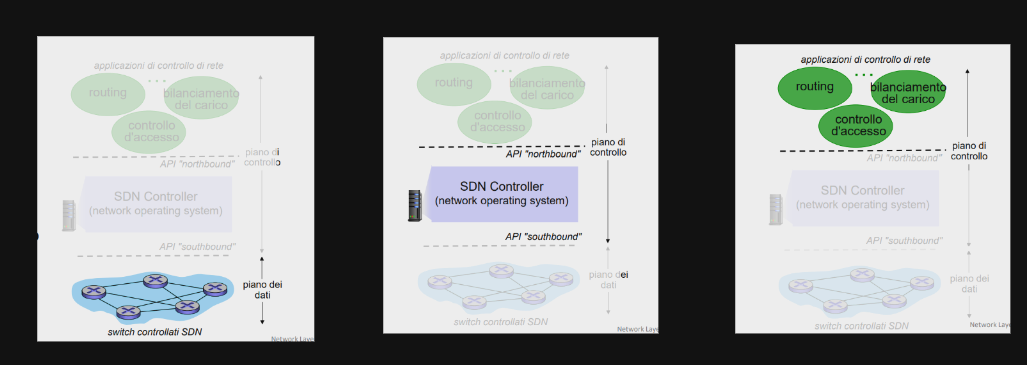 applicazioni di controllo di rete
routing
bilanciamento
del carico
controllo
d'accesso
piano di
controllo
API "northbound"
SDN Controller
(network operating system)
API "southbound"
piano dei
dati
switch controllati SDN
Network Laye
applicazioni di controllo di rete
routing
bilanciamento
del carico
controllo
d'accesso
piano di
controllo
API "northbound"
SDN Controller
(network operating system)
API "southbound"
piano dei
dati
switch controllati SDN
Network Laye
applicazioni di controllo di rete
routing
bilanciamento
del carico
controllo
d'accesso
piano di
controllo
API "northbound"
SDN Controller
(network operating system)
API "southbound"
piano dei
dati
switch controllati SDN
Network Laye